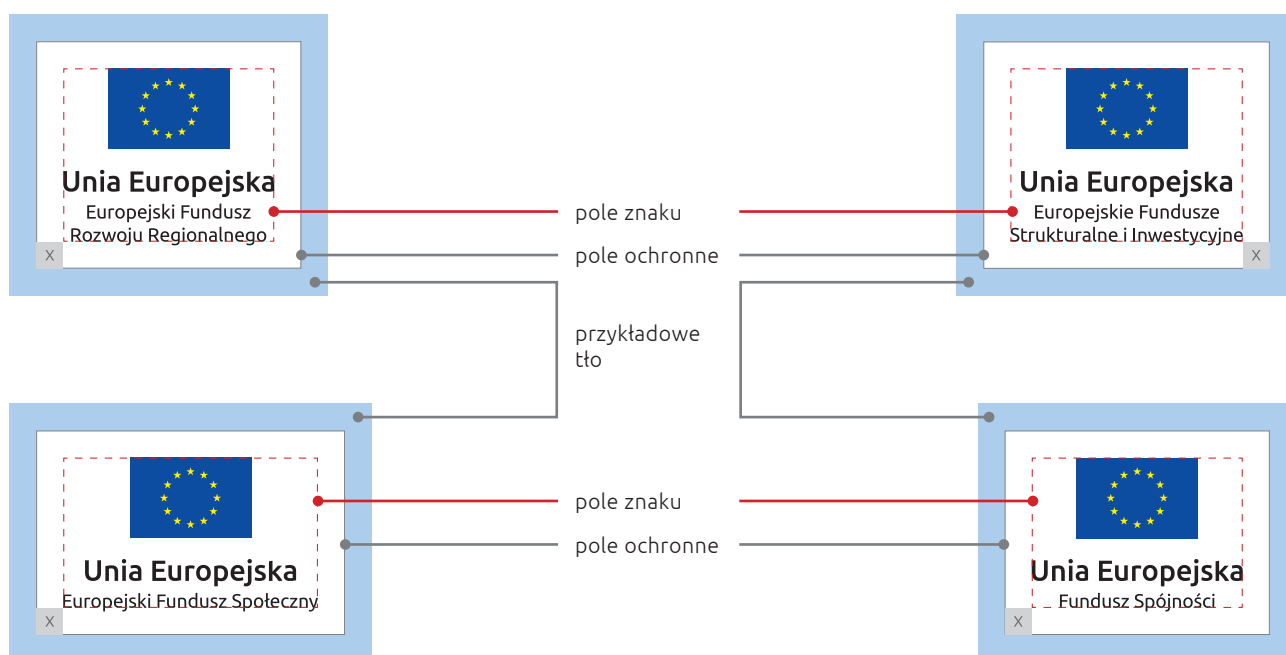 Unia Europejska
Europejski Fundusz
Rozwoju Regionalnego
X
pole znaku
pole ochronne
przykładowe
tło
Unia Europejska
Europejskie Fundusze
Strukturalne i Inwestycyjne
X
Unia Europejska
Europejski Fundusz Społeczny
X
pole znaku
pole ochronne
Unia Europejska
Fundusz Spójności
X